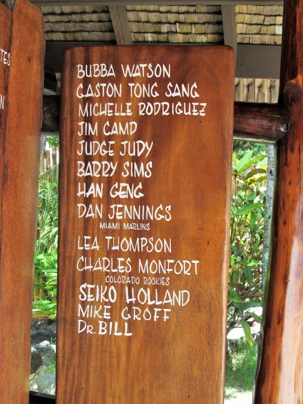 BUBBA WATSON
GASTON TONG SANG
MICHELLE RODRIGUEZ
JIM CAMP
JUDGE JUDY
BARRY SIMS
HAN GENG
DAN JENNINGS
MIAMI MARLINS
LEA THOMPSON
CHARLES MONFORT
COLORADO ROOKIES
SEIKO HOLLAND
MIKE GROFF
DR. BILL